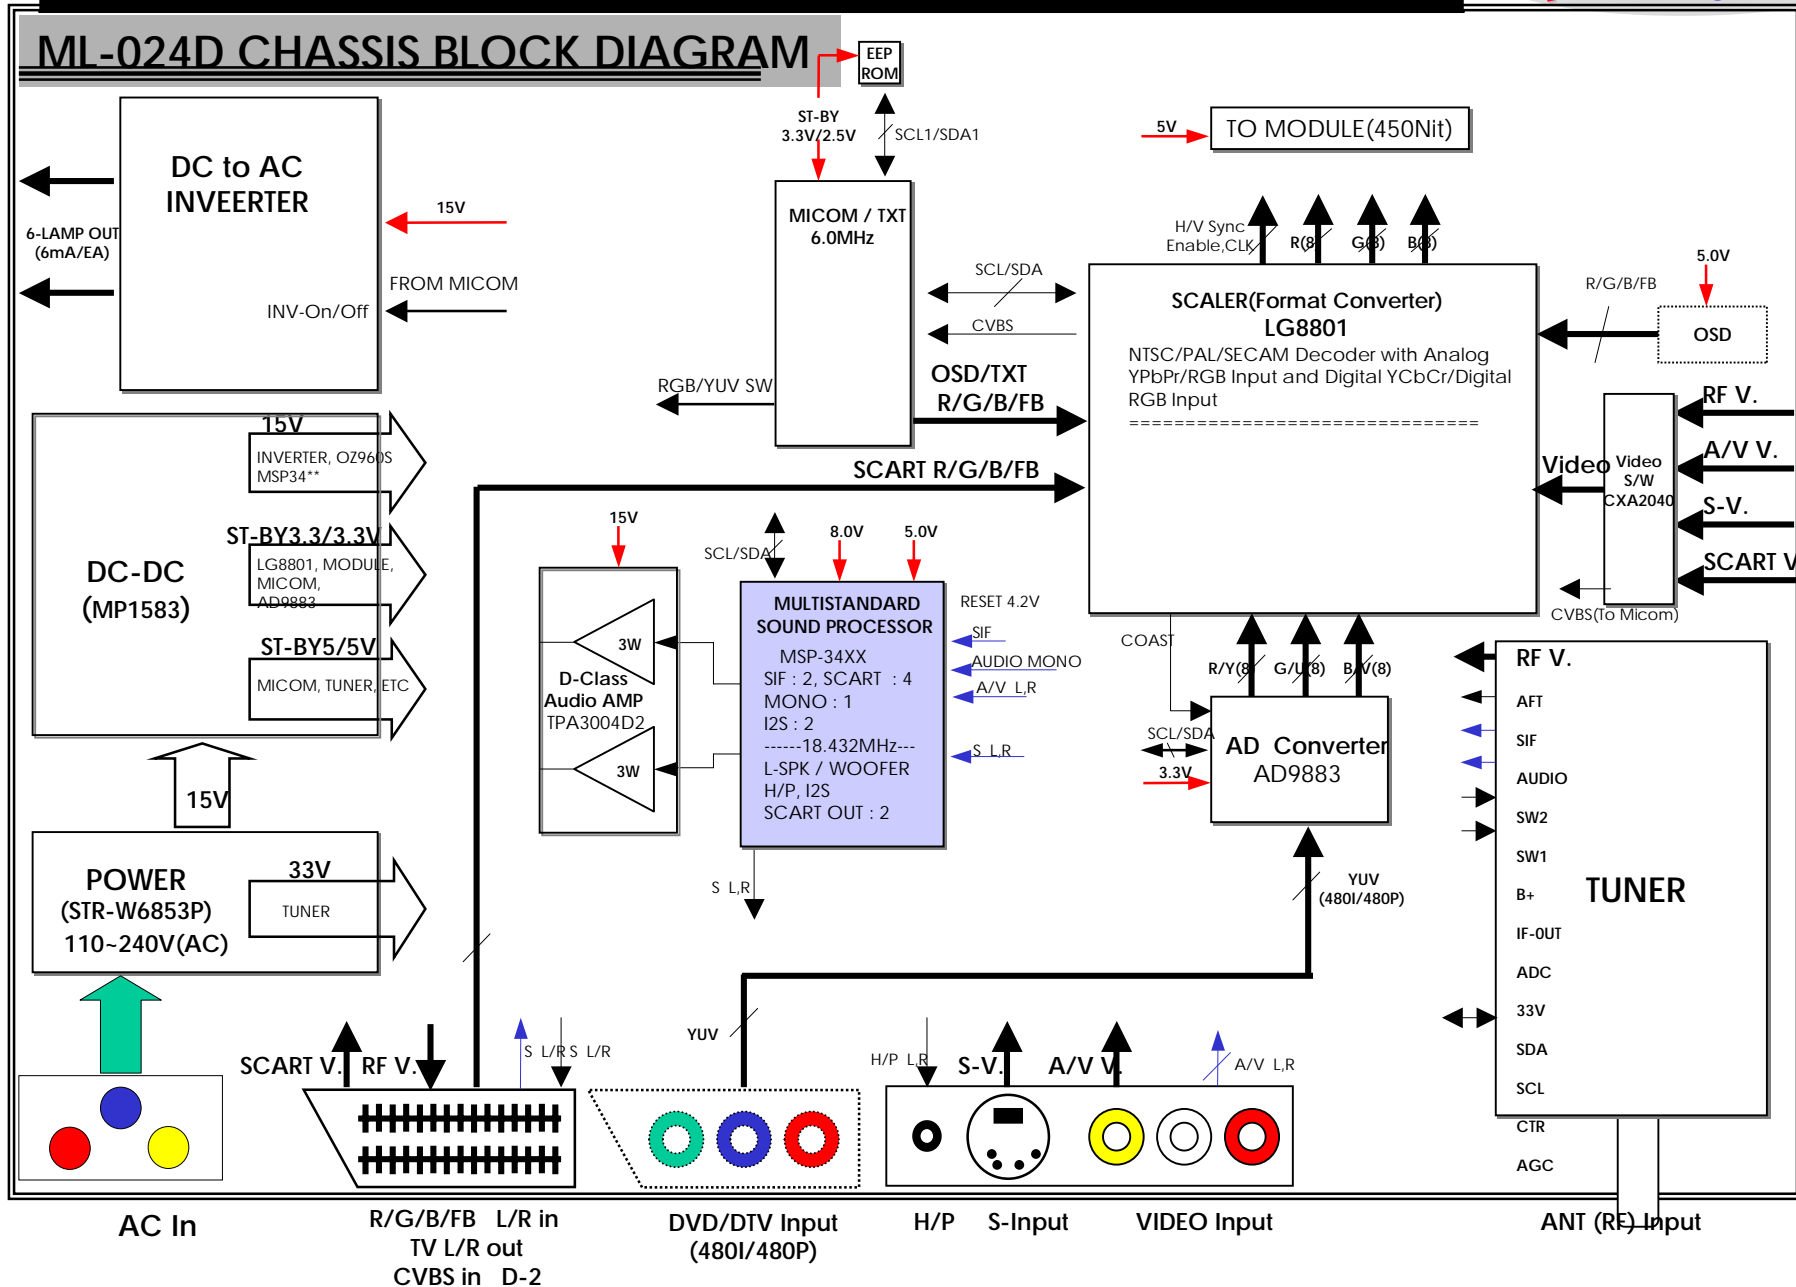 ML-024D CHASSIS BLOCK DIAGRAM
EEP
ROM
ST-BY
3.3V/2.5V
SCL1/SDA1
5V
TO MODULE(450Nit)
DC to AC
INVEERTER
15V
6-LAMP OUT
(6mA/EA)
FROM MICOM
INV-On/Off
MICOM / TXT
6.0MHz
H/V Sync
Enable,CLK
R(8)
G(8)
B(8)
SCL/SDA
CVBS
SCALER(Format Converter)
LG8801
NTSC/PAL/SECAM Decoder with Analog
YPbPr/RGB Input and Digital YCbCr/Digital
RGB Input
===============================
R/G/B/FB
5.0V
OSD
RGB/YUV SW
OSD/TXT
R/G/B/FB
SCART R/G/B/FB
RF V.
A/V V.
S-V.
SCART V
Video
Video
S/W
CXA2040
CVBS(To Micom)
15V
INVERTER, OZ960S
MSP34**
ST-BY3.3/3.3V
DC-DC
(MP1583)
LG8801, MODULE,
MICOM,
AD9883
ST-BY5/5V
MICOM, TUNER, ETC
15V
15V
3W
D-Class
Audio AMP
TPA3004D2
3W
SCL/SDA
8.0V
5.0V
MULTISTANDARD
SOUND PROCESSOR
MSP-34XX
SIF : 2, SCART : 4
MONO : 1
I2S : 2
------18.432MHz---
L-SPK / WOOFER
H/P, I2S
SCART OUT : 2
RESET 4.2V
SIF
AUDIO MONO
A/V L,R
S L,R
S L,R
COAST
R/Y(8)
G/U(8)
B/V(8)
SCL/SDA
3.3V
AD Converter
AD9883
YUV
(480I/480P)
RF V.
AFT
SIF
AUDIO
SW2
SW1
B+
IF-0UT
ADC
33V
SDA
SCL
CTR
AGC
TUNER
POWER
(STR-W6853P)
110~240V(AC)
33V
TUNER
SCART V.
RF V.
S L/R
S L/R
YUV
H/P L,R
S-V.
A/V V.
A/V L,R
AC In
R/G/B/FB L/R in
TV L/R out
CVBS in D-2
DVD/DTV Input
(480I/480P)
H/P
S-Input
VIDEO Input
ANT (RF) Input